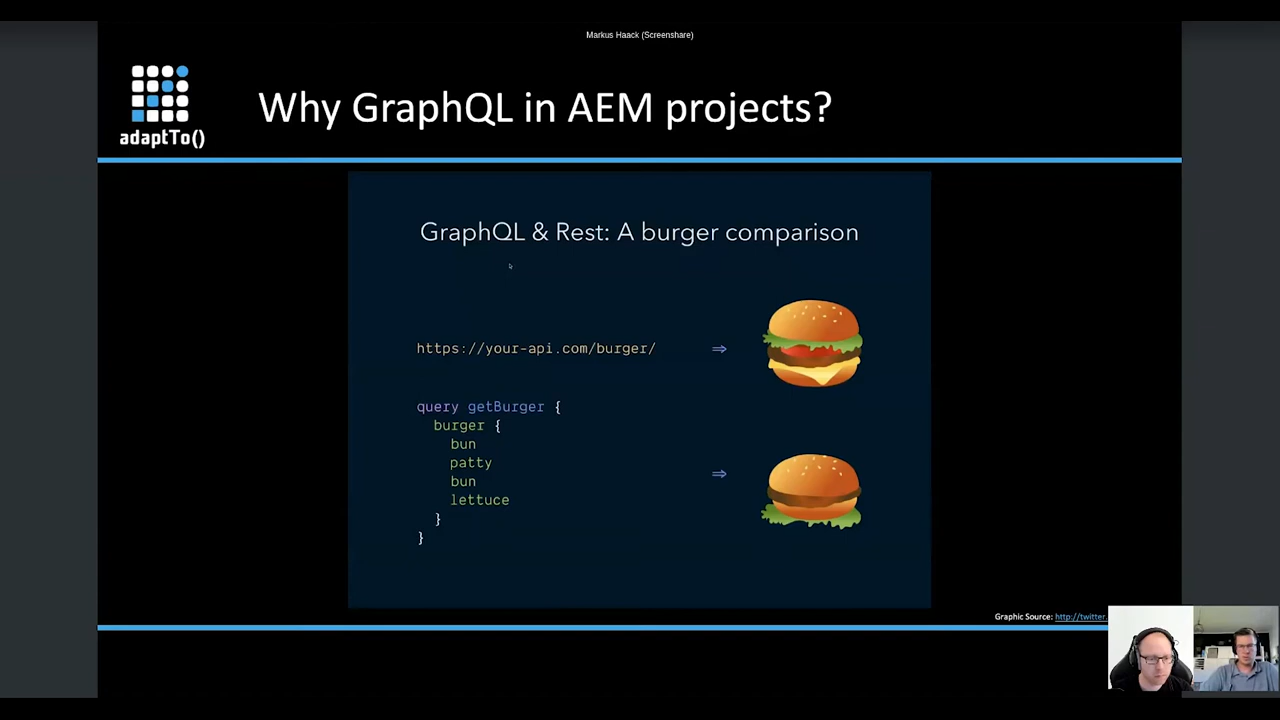 Markus Haack (Screenshare)
adaptTo()
Why GraphQL in AEM projects?
GraphQL & Rest: A burger comparison
https://your-api.com/burger/
⇒
query getBurger {
burger {
bun
patty
bun
lettuce
}
}
⇒
Graphic Source: http://twitter.